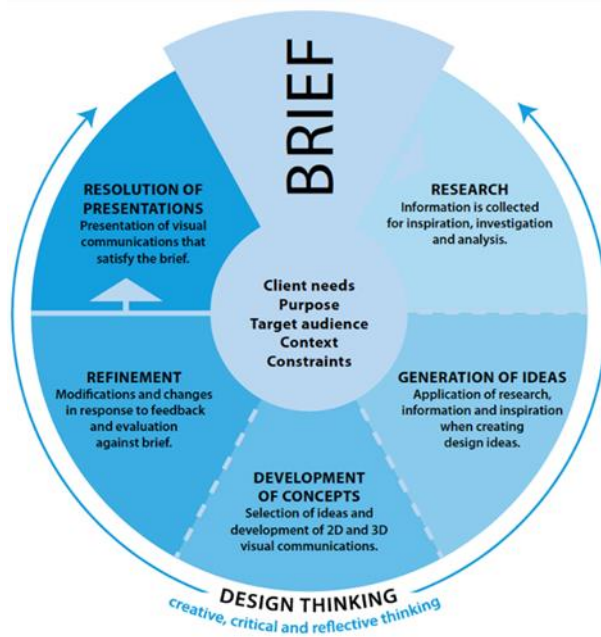 BRIEF
RESEARCH
Information is collected
for inspiration, investigation
and analysis.
GENERATION OF IDEAS
Application of research,
information and inspiration
when creating
design ideas.
DEVELOPMENT
OF CONCEPTS
Selection of ideas and
development of 2D and 3D
visual communications.
REFINEMENT
Modifications and changes
in response to feedback
and evaluation
against brief.
RESOLUTION OF
PRESENTATIONS
Presentation of visual
communications that
satisfy the brief.
Client needs
Purpose
Target audience
Context
Constraints
DESIGN THINKING
creative, critical and reflective thinking